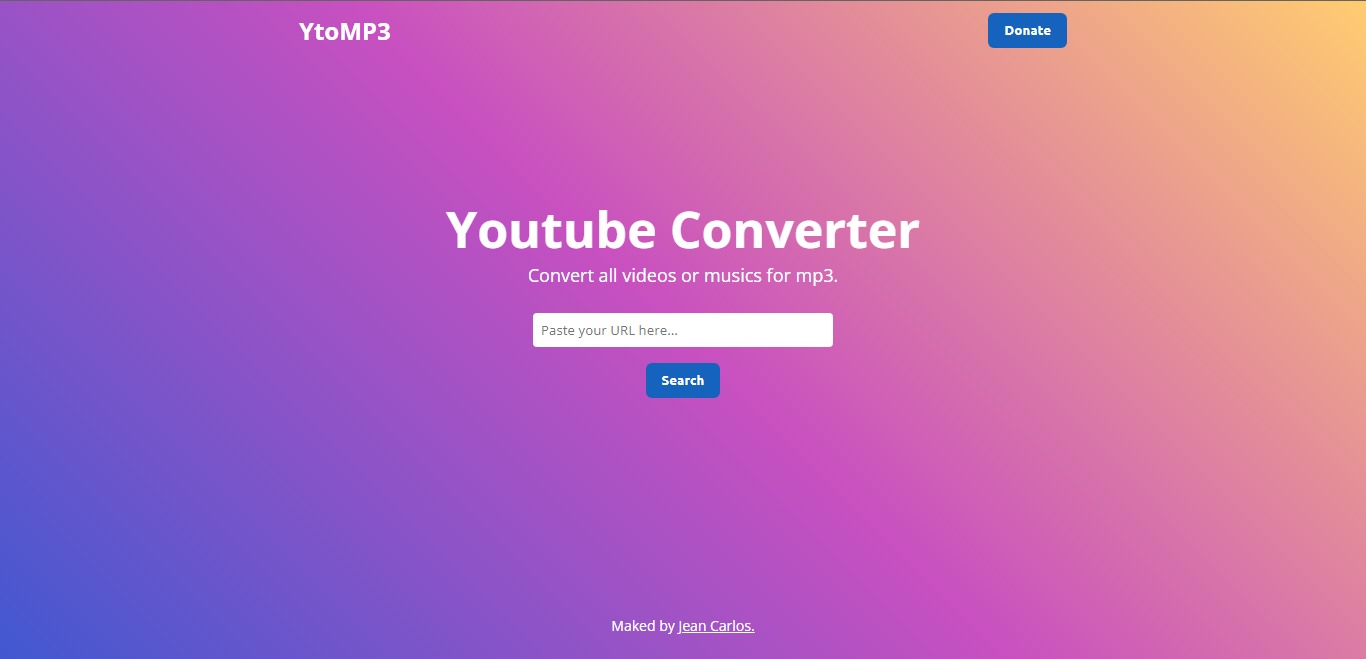 YtoMP3
Donate
Youtube Converter
Convert all videos or musics for mp3.
Paste your URL here...
Search
Maked by Jean Carlos.